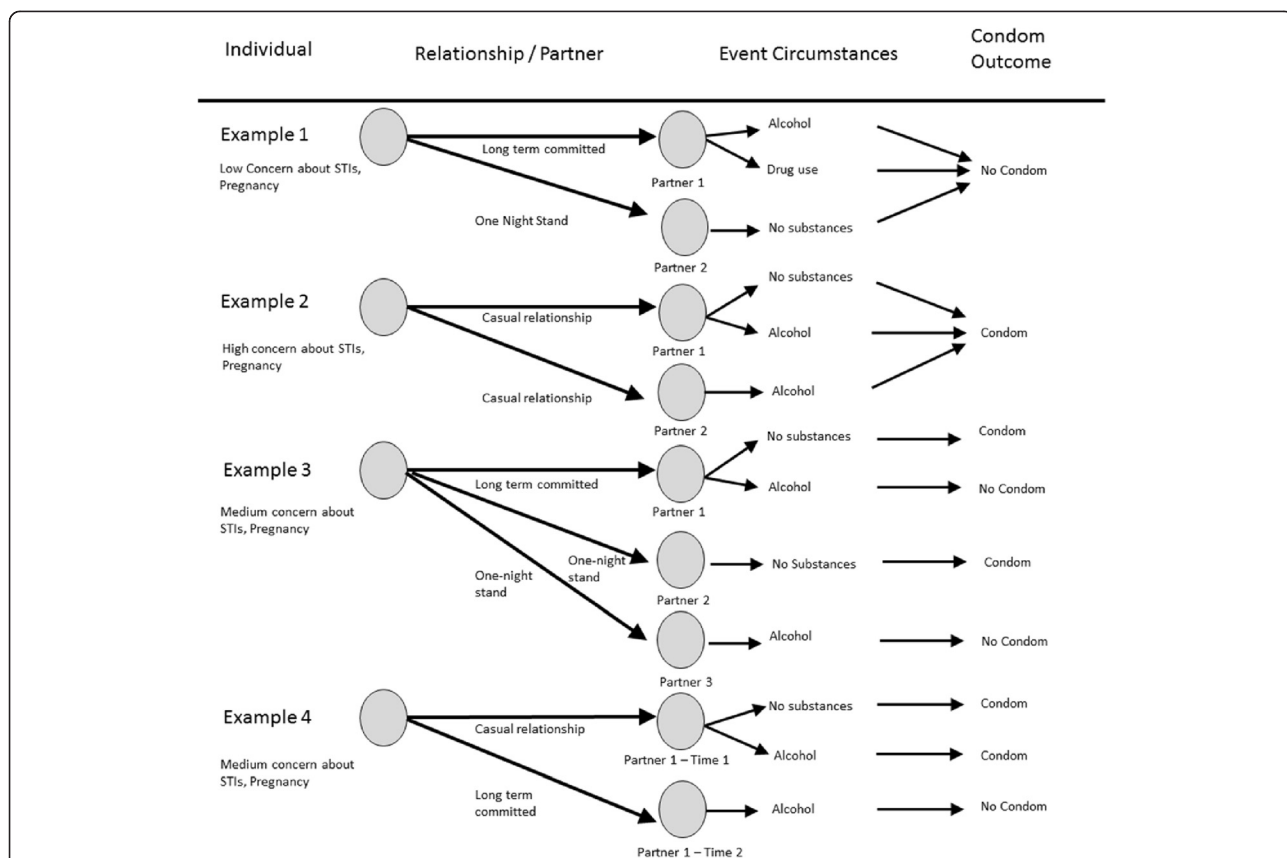 Individual
Relationship / Partner
Event Circumstances
Condom
Outcome
Example 1
Low Concern about STIs,
Pregnancy
Long term committed
One Night Stand
Partner 1
Partner 2
Alcohol
Drug use
No substances
No Condom
Example 2
High concern about STIs,
Pregnancy
Casual relationship
Casual relationship
Partner 1
Partner 2
No substances
Alcohol
Alcohol
Condom
Example 3
Medium concern about
STIs, Pregnancy
Long term committed
One-night
stand
One-night
stand
Partner 1
Partner 2
Partner 3
No substances
Alcohol
No Substances
Alcohol
Condom
No Condom
Condom
No Condom
Example 4
Medium concern about
STIs, Pregnancy
Casual relationship
Long term
committed
Partner 1 – Time 1
Partner 1 – Time 2
No substances
Alcohol
Alcohol
Condom
Condom
No Condom